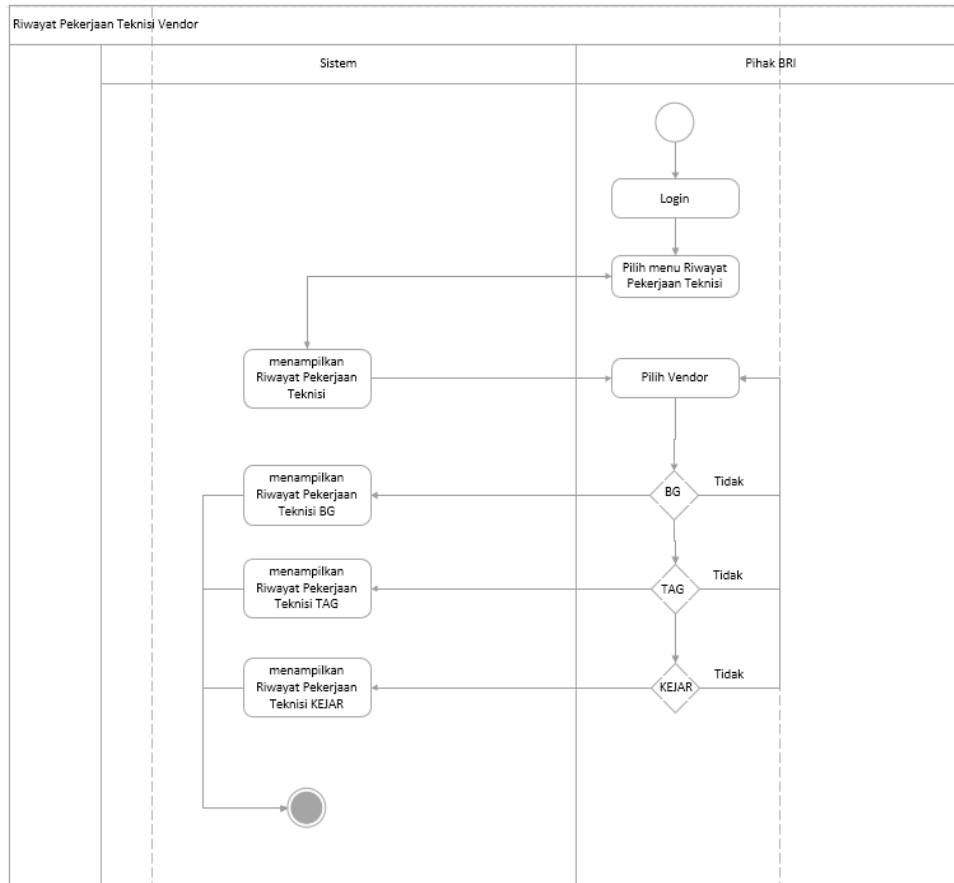 Riwayat Pekerjaan Teknisi Vendor
Sistem
Pihak BRI
Login
Pilih menu Riwayat
Pekerjaan Teknisi
menampilkan
Riwayat Pekerjaan
Teknisi
Pilih Vendor
menampilkan
Riwayat Pekerjaan
Teknisi BG
BG
Tidak
menampilkan
Riwayat Pekerjaan
Teknisi TAG
TAG
Tidak
menampilkan
Riwayat Pekerjaan
Teknisi KEJAR
KEJAR
Tidak